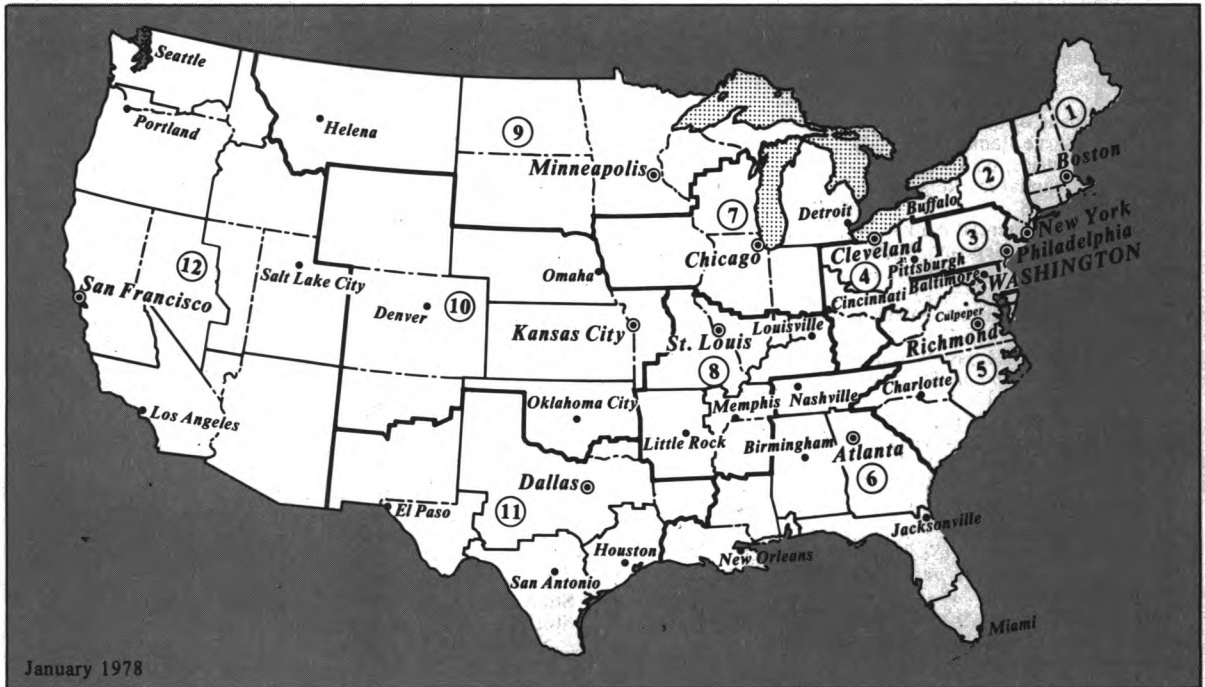 Seattle
Portland
Helena
9
Minneapolis
1
Boston
2
Buffalo
New York
Philadelphia
WASHINGTON
7
Detroit
Chicago
Cleveland
3
Pittsburgh
4
Cincinnati
Baltimore
Culpeper
Richmond
12
San Francisco
Salt Lake City
Omaha
Denver
10
Kansas City
St. Louis
Louisville
8
5
Charlotte
Los Angeles
Oklahoma City
Memphis
Nashville
Little Rock
Birmingham
Atlanta
6
Dallas
El Paso
11
Houston
San Antonio
New Orleans
Jacksonville
Miami
January 1978